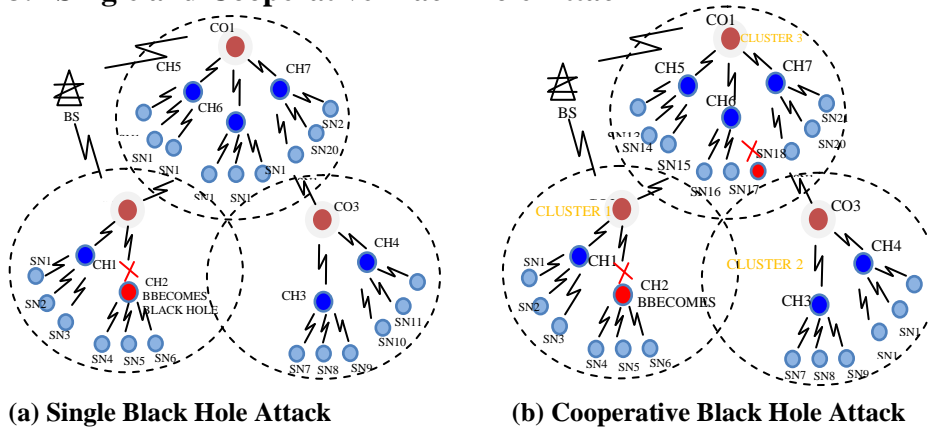 CO1
CH5
CH7
CH6
BS
SN2
SN20
SN1
SN1
SN1
SN1
CO3
SN1
CH1
CH4
SN2
CH2
BBECOMES
BLACK HOLE
CH3
SN3
SN11
SN10
SN4
SN5
SN6
SN7
SN8
SN9
(a) Single Black Hole Attack
CO1
CLUSTER 3
CH5
CH7
CH6
BS
SN21
SN20
SN14
SN18
SN15
SN16
SN17
CLUSTER 1
CO3
SN1
CH1
CH4
CLUSTER 2
SN2
CH2
BBECOMES
CH3
SN3
SN1
SN1
SN4
SN5
SN6
SN7
SN8
SN9
(b) Cooperative Black Hole Attack